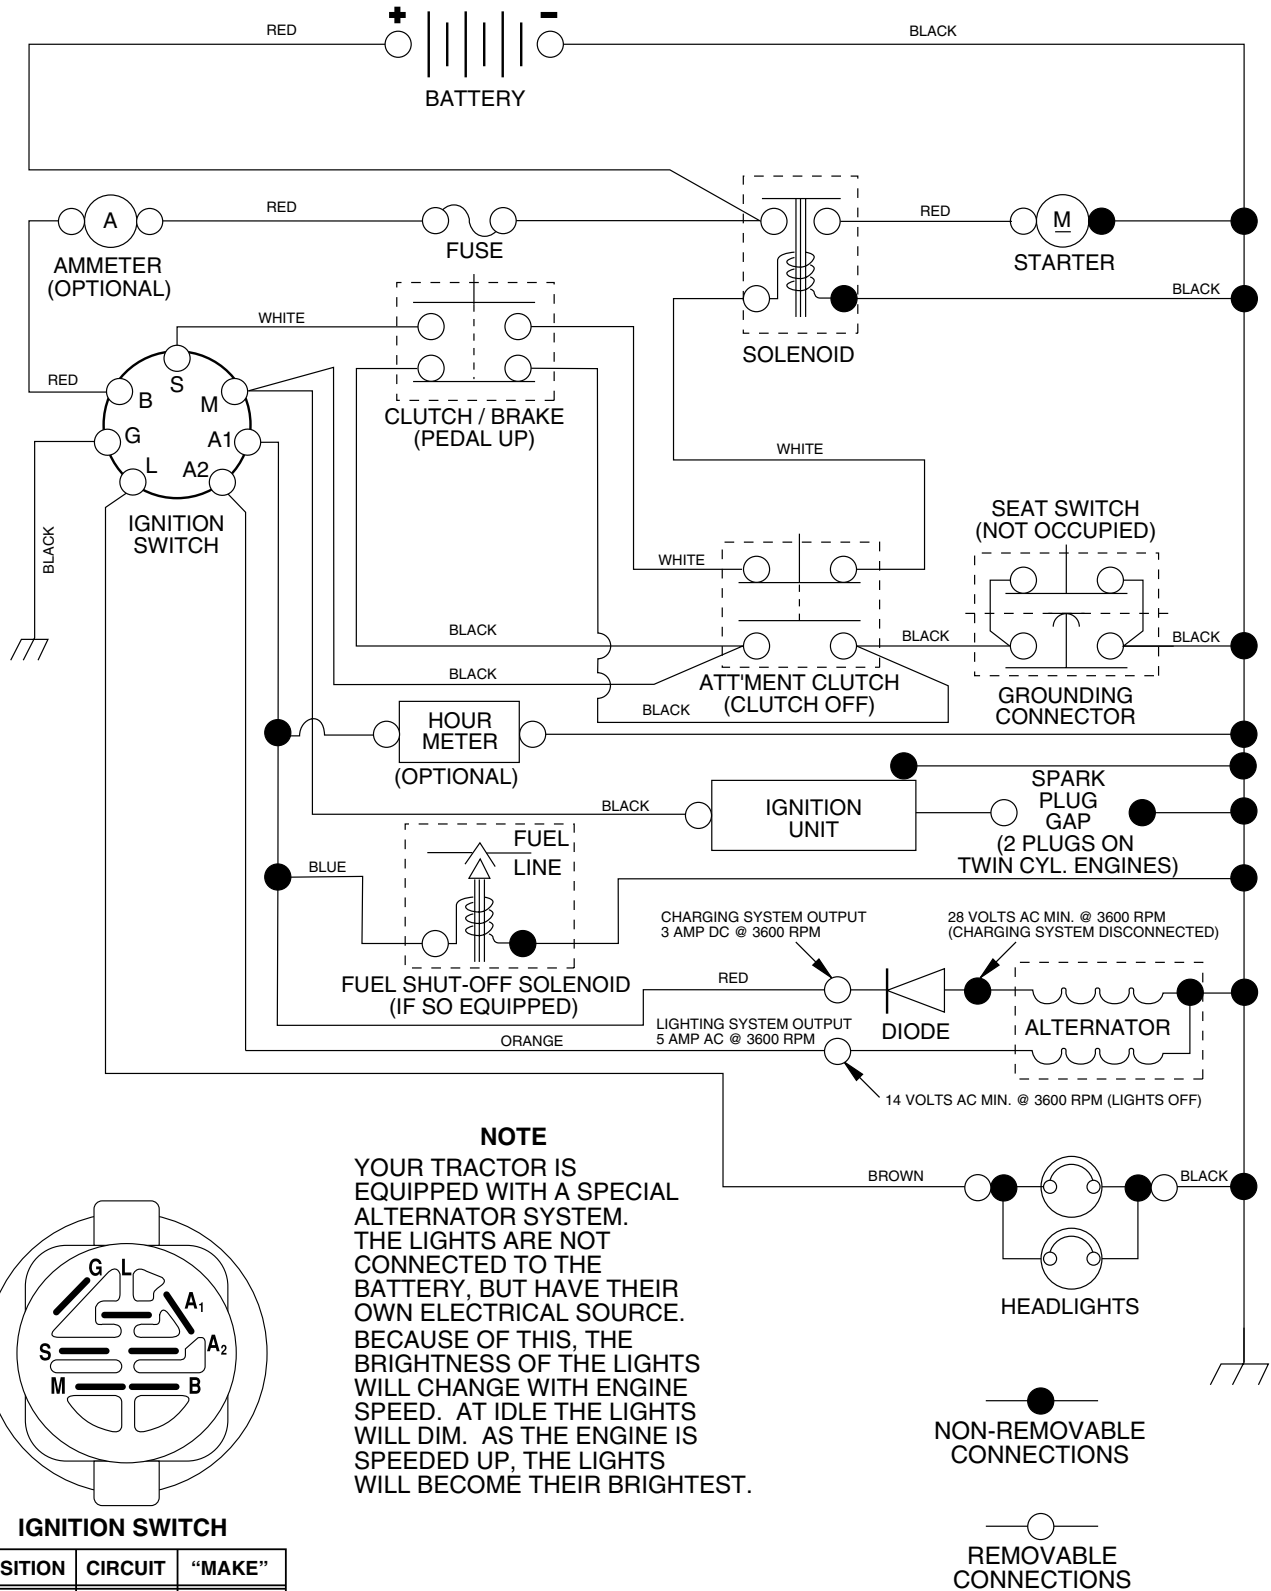 +
−
RED
BLACK
BATTERY
A
RED
FUSE
RED
M
STARTER
AMMETER
(OPTIONAL)
BLACK
WHITE
SOLENOID
RED
S
B
M
G
A1
L
A2
CLUTCH / BRAKE
(PEDAL UP)
WHITE
IGNITION
SWITCH
BLACK
SEAT SWITCH
(NOT OCCUPIED)
WHITE
BLACK
BLACK
BLACK
BLACK
ATT'MENT CLUTCH
(CLUTCH OFF)
GROUNDING
CONNECTOR
BLACK
HOUR
METER
(OPTIONAL)
BLACK
IGNITION
UNIT
SPARK
PLUG
GAP
(2 PLUGS ON
TWIN CYL. ENGINES)
FUEL
LINE
BLUE
FUEL SHUT-OFF SOLENOID
(IF SO EQUIPPED)
CHARGING SYSTEM OUTPUT
3 AMP DC @ 3600 RPM
28 VOLTS AC MIN. @ 3600 RPM
(CHARGING SYSTEM DISCONNECTED)
RED
DIODE
ALTERNATOR
LIGHTING SYSTEM OUTPUT
5 AMP AC @ 3600 RPM
ORANGE
14 VOLTS AC MIN. @ 3600 RPM (LIGHTS OFF)
NOTE
YOUR TRACTOR IS
EQUIPPED WITH A SPECIAL
ALTERNATOR SYSTEM.
THE LIGHTS ARE NOT
CONNECTED TO THE
BATTERY, BUT HAVE THEIR
OWN ELECTRICAL SOURCE.
BECAUSE OF THIS, THE
BRIGHTNESS OF THE LIGHTS
WILL CHANGE WITH ENGINE
SPEED. AT IDLE THE LIGHTS
WILL DIM. AS THE ENGINE IS
SPEEDED UP, THE LIGHTS
WILL BECOME THEIR BRIGHTEST.
BROWN
BLACK
HEADLIGHTS
G L
A1
A2
S
M
B
IGNITION SWITCH
SITION CIRCUIT “MAKE”
NON-REMOVABLE
CONNECTIONS
REMOVABLE
CONNECTIONS